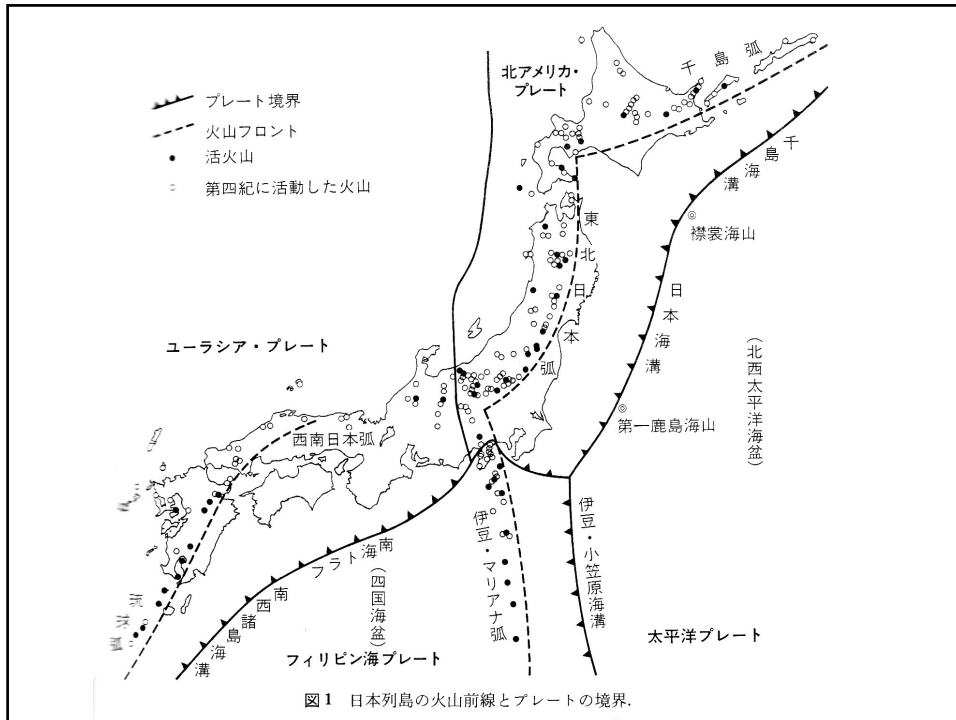 北アメリカ・
プレート
千島弧
プレート境界
火山フロント
活火山
第四紀に活動した火山
千島海溝
襟裳海山
東北日本弧
日本海溝
ユーラシア・プレート
(北西太平洋海盆)
第一鹿島海山
西南日本弧
伊豆・マリアナ弧
伊豆・小笠原海溝
南海トラフ
(四国海盆)
南西諸島海溝
琉球弧
太平洋プレート
フィリピン海プレート
図1 日本列島の火山前線とプレートの境界.